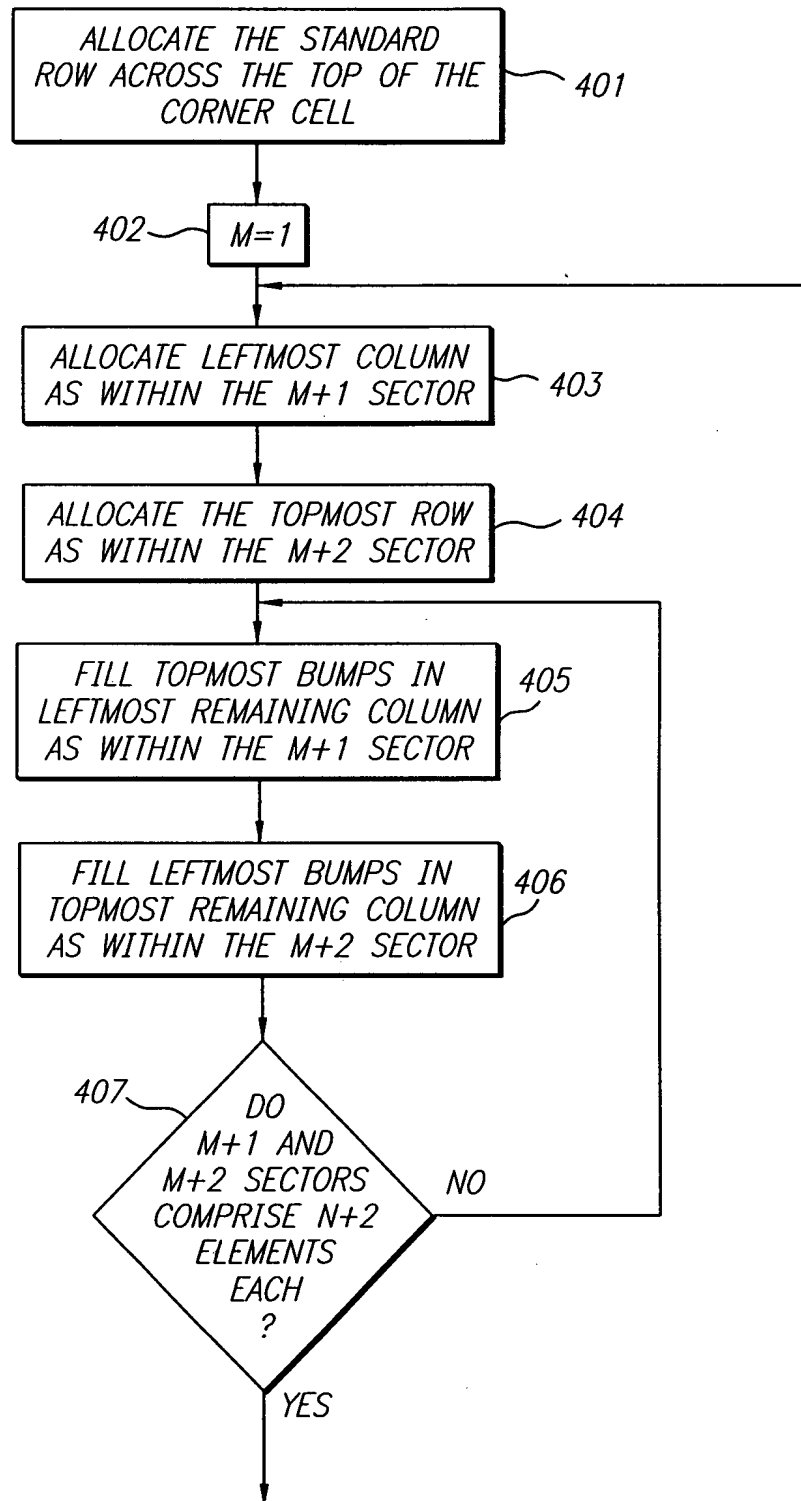 ALLOCATE THE STANDARD
ROW ACROSS THE TOP OF THE
CORNER CELL
401
402
M=1
ALLOCATE LEFTMOST COLUMN
AS WITHIN THE M+1 SECTOR
403
ALLOCATE THE TOPMOST ROW
AS WITHIN THE M+2 SECTOR
404
FILL TOPMOST BUMPS IN
LEFTMOST REMAINING COLUMN
AS WITHIN THE M+1 SECTOR
405
FILL LEFTMOST BUMPS IN
TOPMOST REMAINING COLUMN
AS WITHIN THE M+2 SECTOR
406
407
DO
M+1 AND
M+2 SECTORS
COMPRISE N+2
ELEMENTS
EACH
?
NO
YES